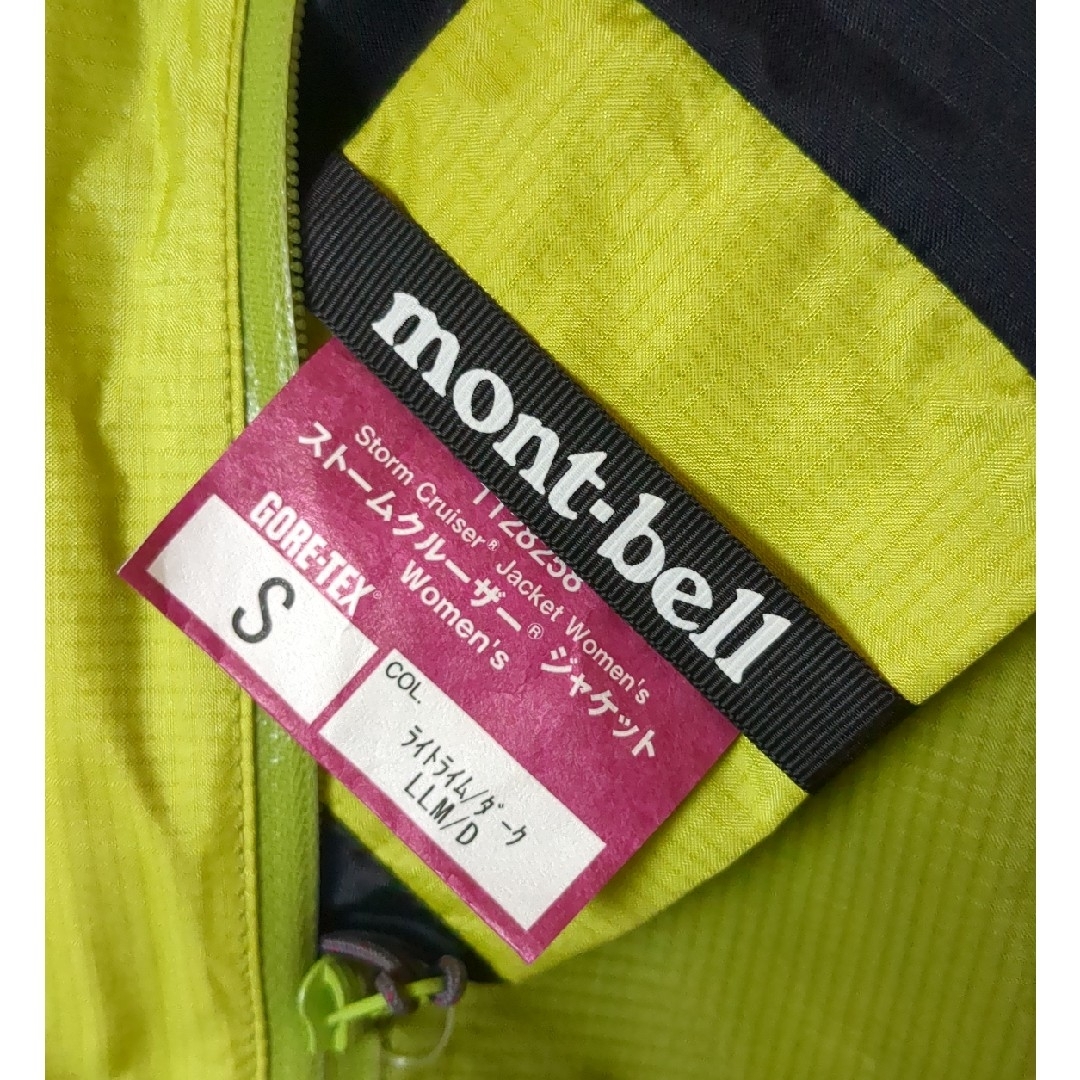 mont-bell
1128258
Storm Cruiser® Jacket Women's
ストームクルーザー® ジャケット
Women's
GORE-TEX®
S
COL.
ライトライム/ダーク
LLM/D